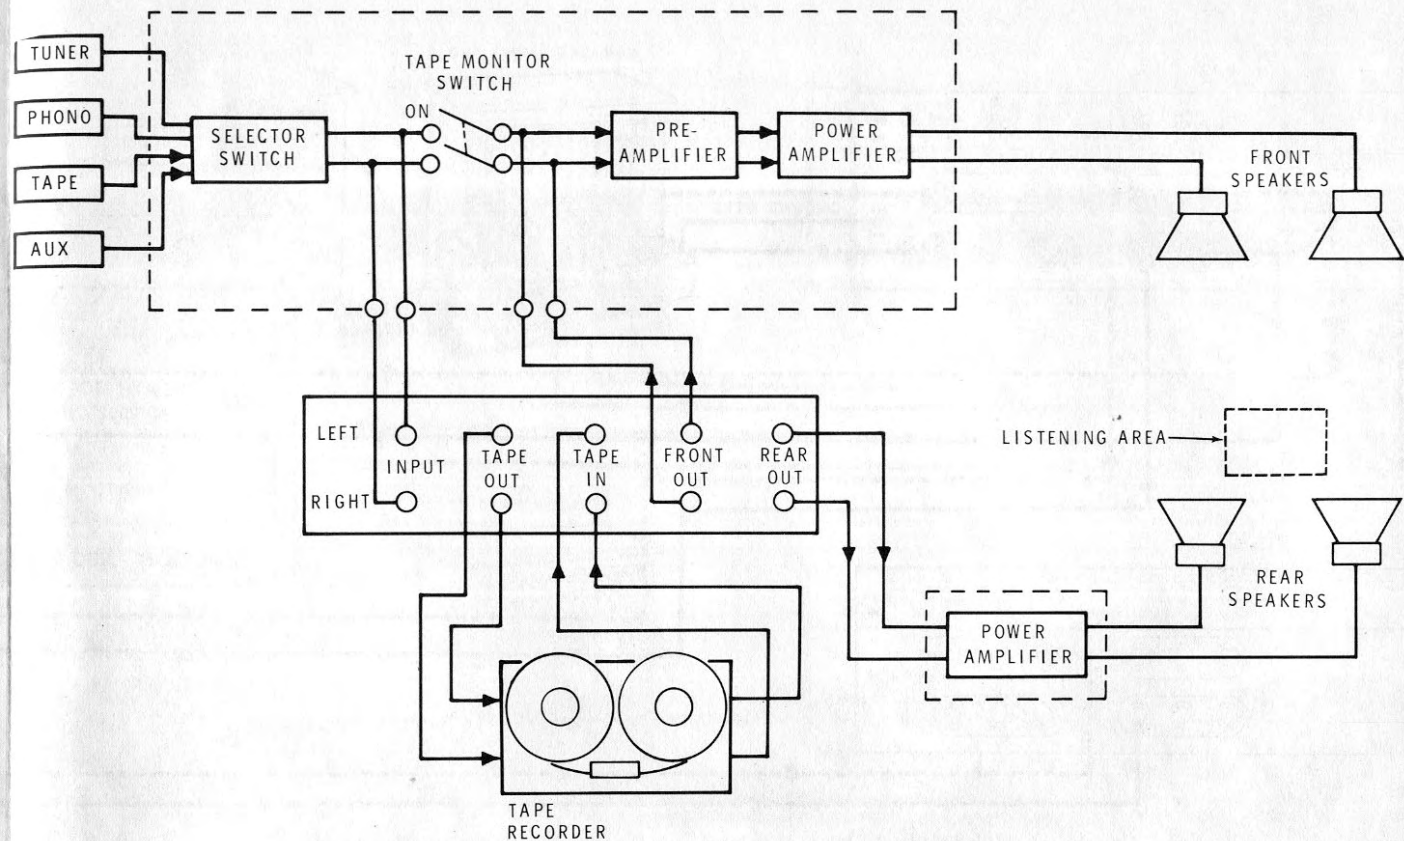 TUNER
PHONO
TAPE
AUX
SELECTOR
SWITCH
TAPE MONITOR
SWITCH
ON
PRE-
AMPLIFIER
POWER
AMPLIFIER
FRONT
SPEAKERS
LEFT
INPUT
RIGHT
TAPE
OUT
TAPE
IN
FRONT
OUT
REAR
OUT
LISTENING AREA
REAR
SPEAKERS
POWER
AMPLIFIER
TAPE
RECORDER